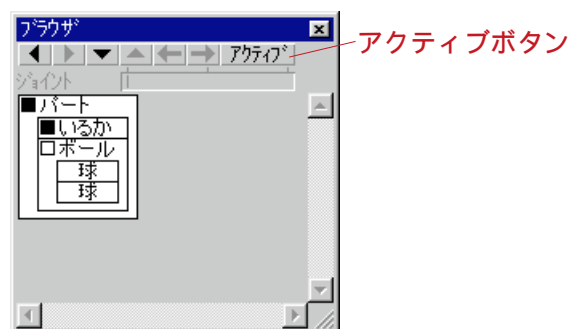 ﾌﾞﾗｳｻﾞ
ｱｸﾃｨﾌﾞ
アクティブボタン
ｼﾞｮｲﾝﾄ
■パート
■いるか
□ボール
球
球